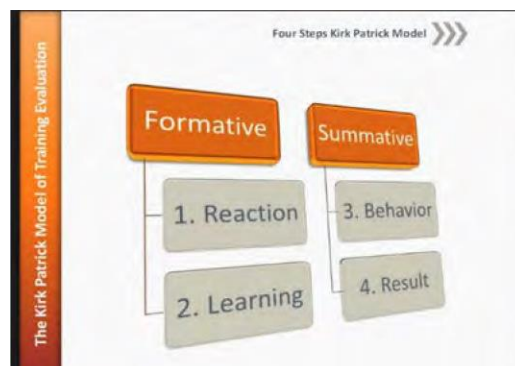 Four Steps Kirk Patrick Model
The Kirk Patrick Model of Training Evaluation
Formative
1. Reaction
2. Learning
Summative
3. Behavior
4. Result